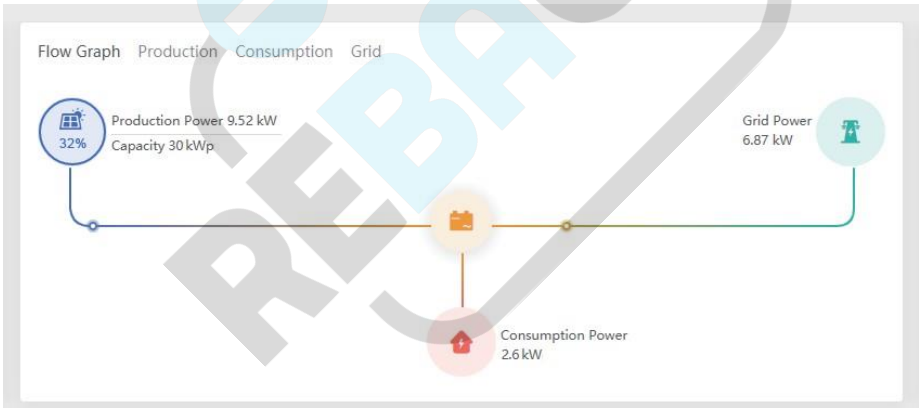 Flow Graph Production Consumption Grid
Production Power 9.52 kW
Capacity 30 kWp
32%
Grid Power
6.87 kW
Consumption Power
2.6 kW
REBA